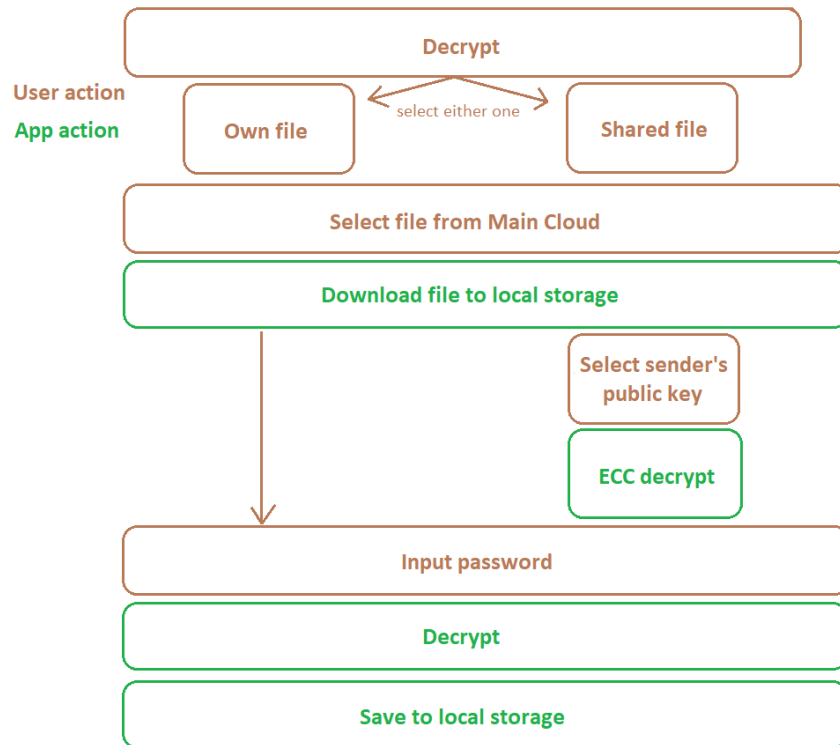 Decrypt
User action
App action
select either one
Own file
Shared file
Select file from Main Cloud
Download file to local storage
Select sender's
public key
ECC decrypt
Input password
Decrypt
Save to local storage